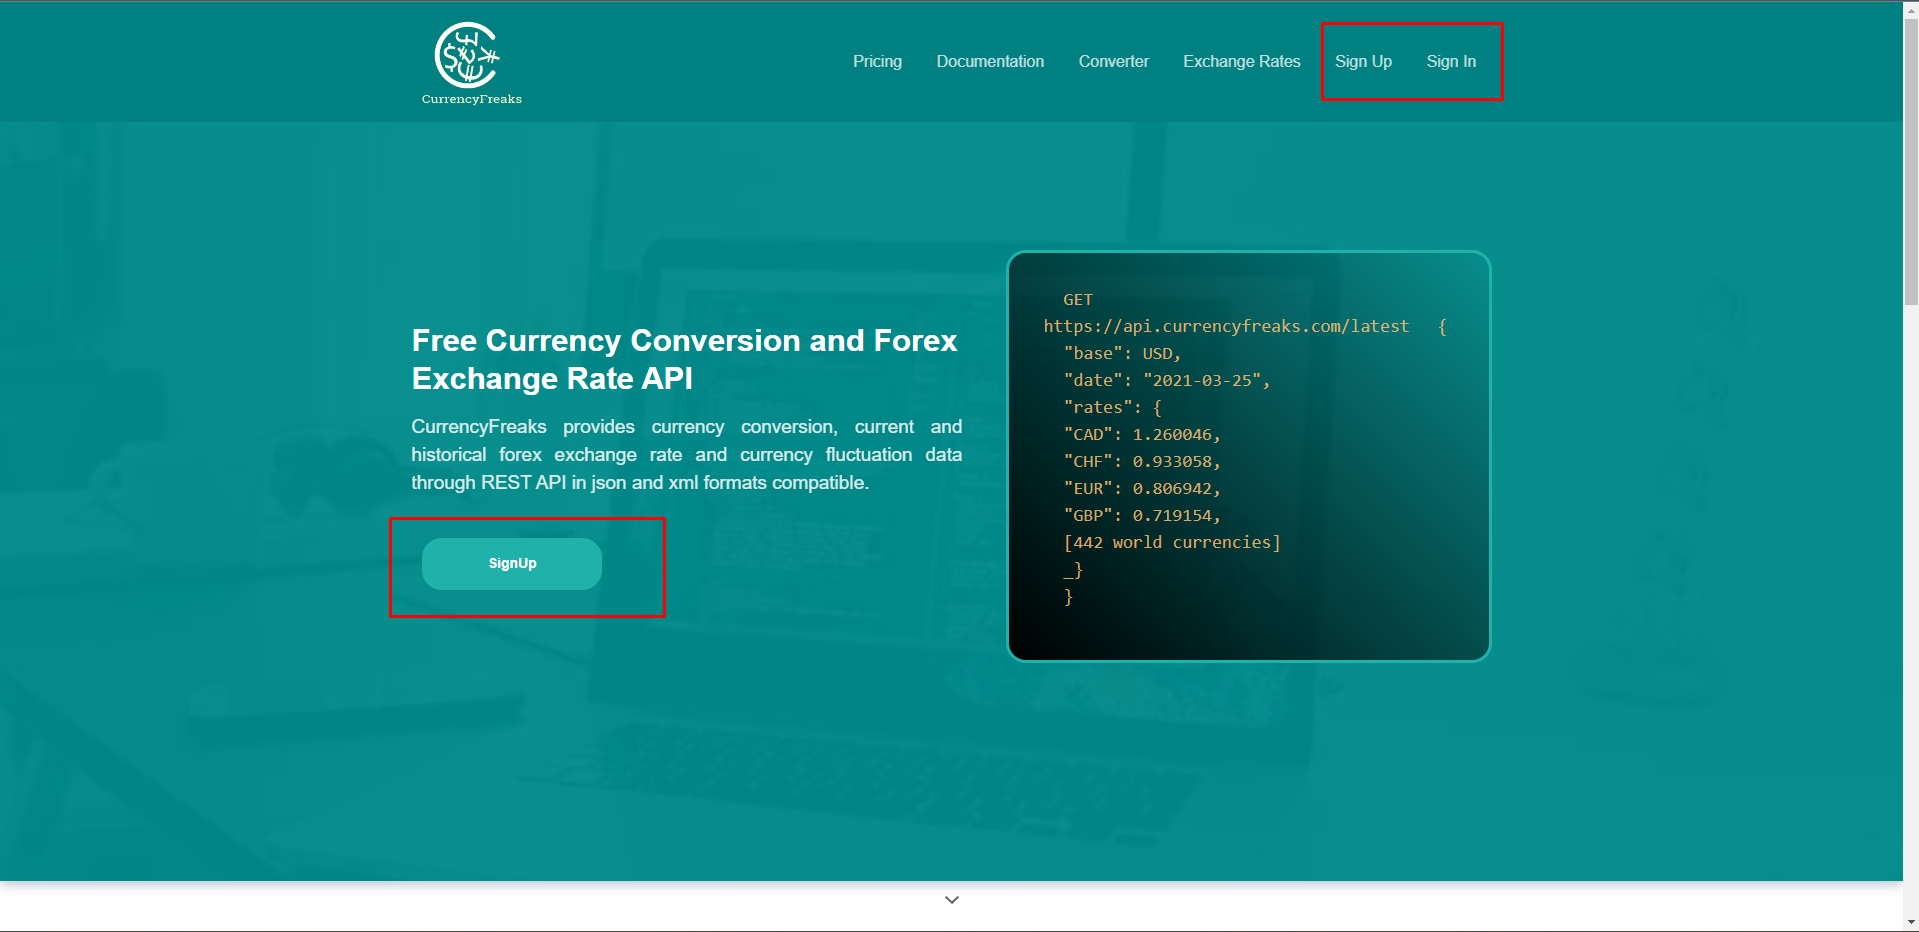 CurrencyFreaks
Pricing Documentation Converter Exchange Rates Sign Up Sign In
Free Currency Conversion and Forex
Exchange Rate API
CurrencyFreaks provides currency conversion, current and
historical forex exchange rate and currency fluctuation data
through REST API in json and xml formats compatible.
SignUp
GET
https://api.currencyfreaks.com/latest {
"base": USD,
"date": "2021-03-25",
"rates": {
"CAD": 1.260046,
"CHF": 0.933058,
"EUR": 0.806942,
"GBP": 0.719154,
[442 world currencies]
_}
}